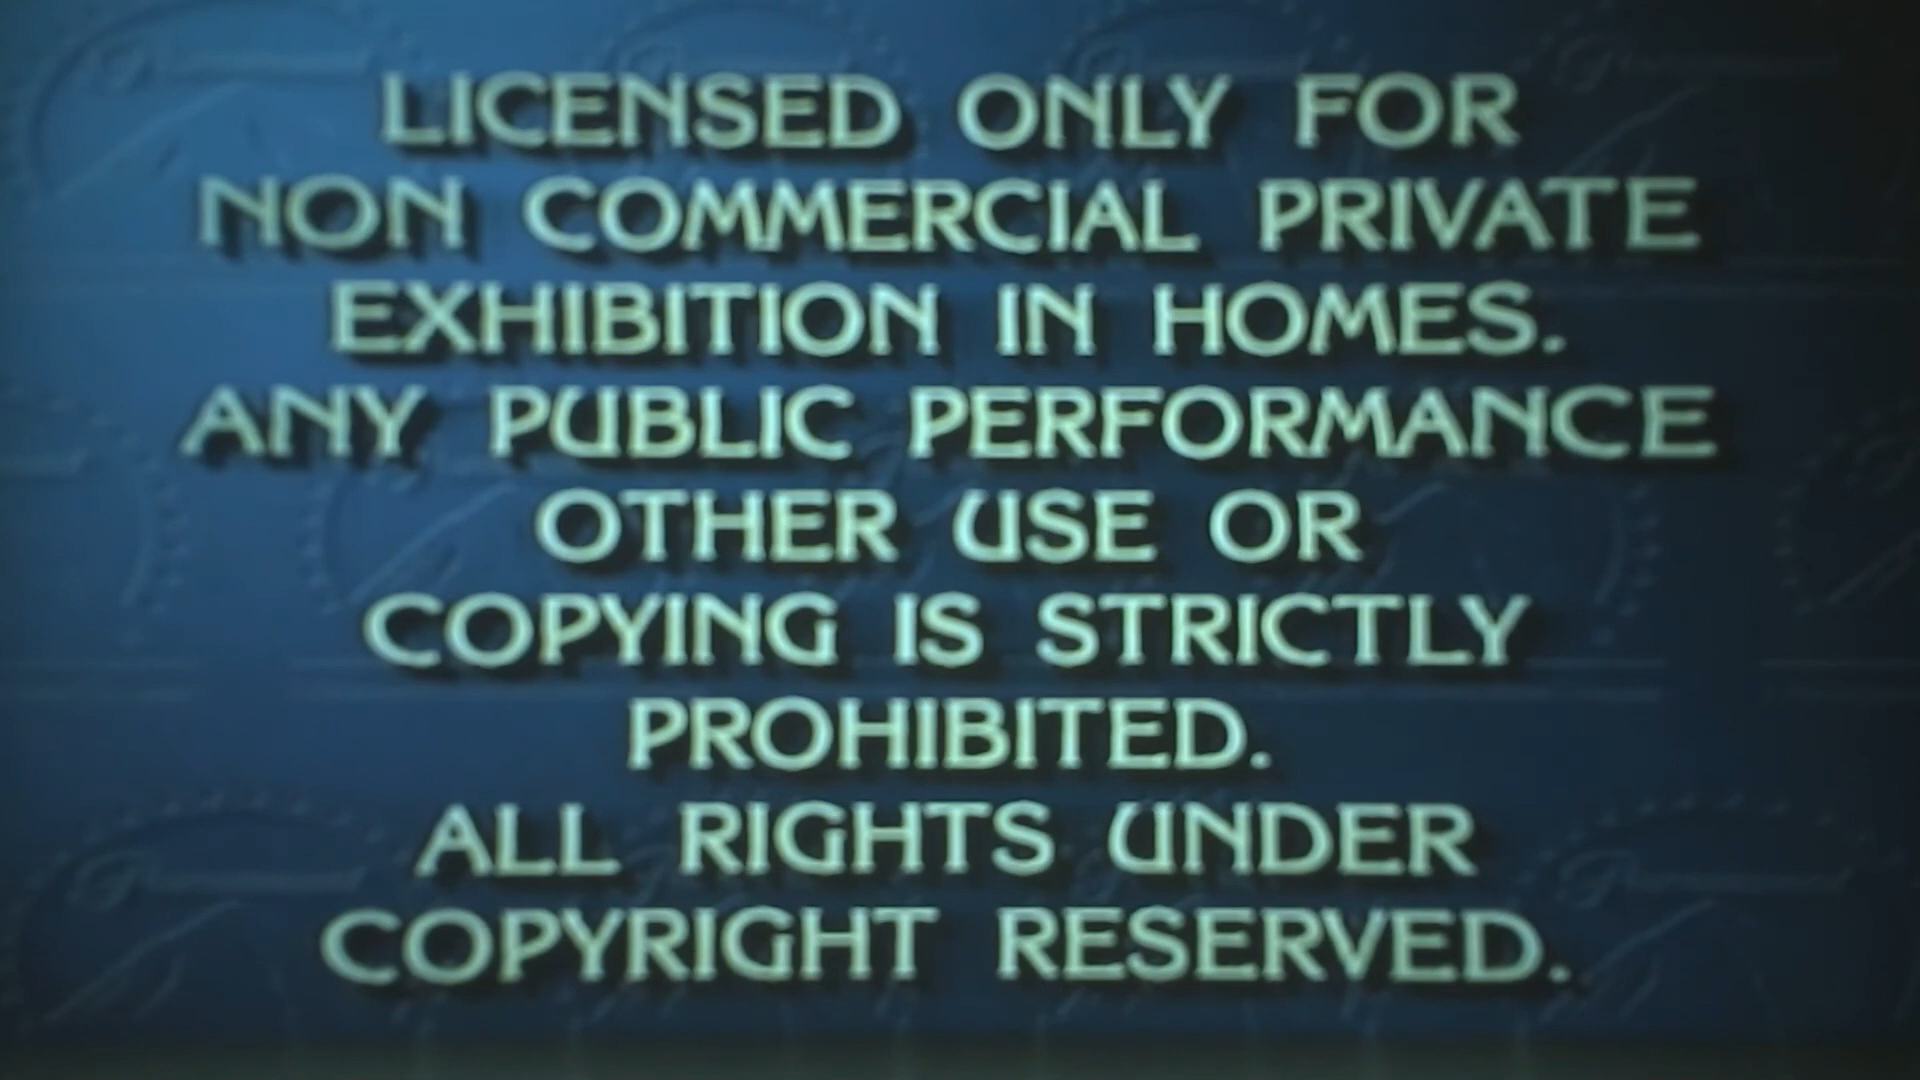 LICENSED ONLY FOR
NON COMMERCIAL PRIVATE
EXHIBITION IN HOMES.
ANY PUBLIC PERFORMANCE
OTHER USE OR
COPYING IS STRICTLY
PROHIBITED.
ALL RIGHTS UNDER
COPYRIGHT RESERVED.